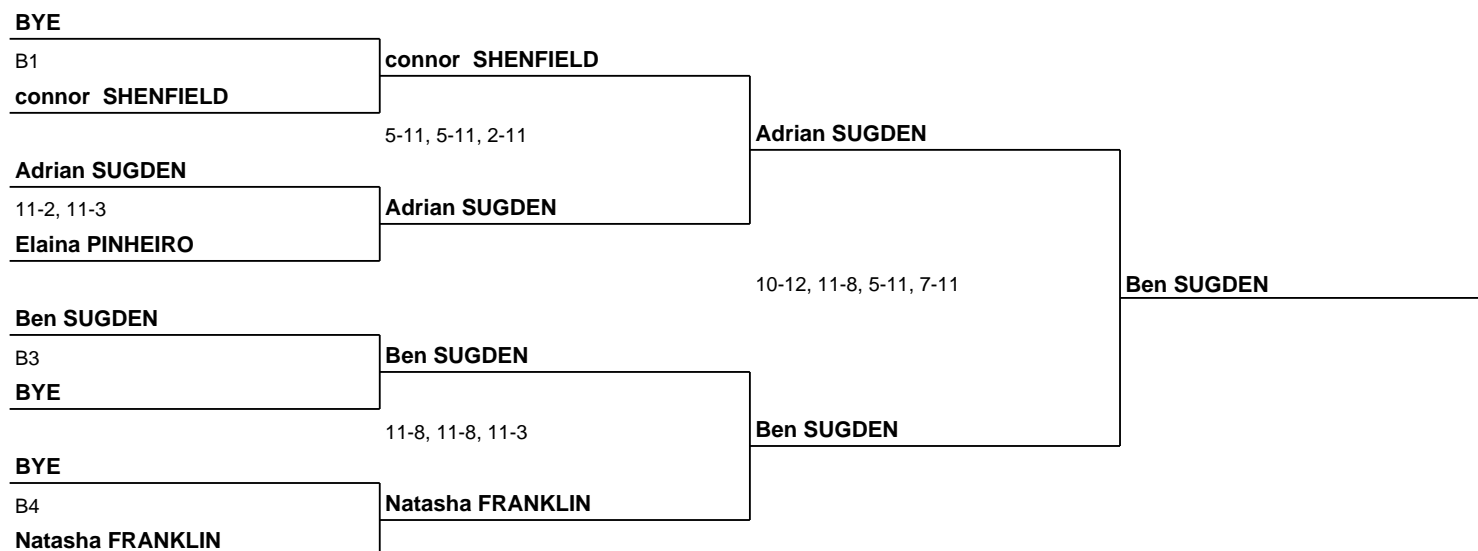 BYE
B1
connor  SHENFIELD
connor  SHENFIELD
5-11, 5-11, 2-11
Adrian SUGDEN
Adrian SUGDEN
11-2, 11-3
Adrian SUGDEN
Elaina PINHEIRO
10-12, 11-8, 5-11, 7-11
Ben SUGDEN
Ben SUGDEN
B3
Ben SUGDEN
BYE
11-8, 11-8, 11-3
Ben SUGDEN
BYE
B4
Natasha FRANKLIN
Natasha FRANKLIN